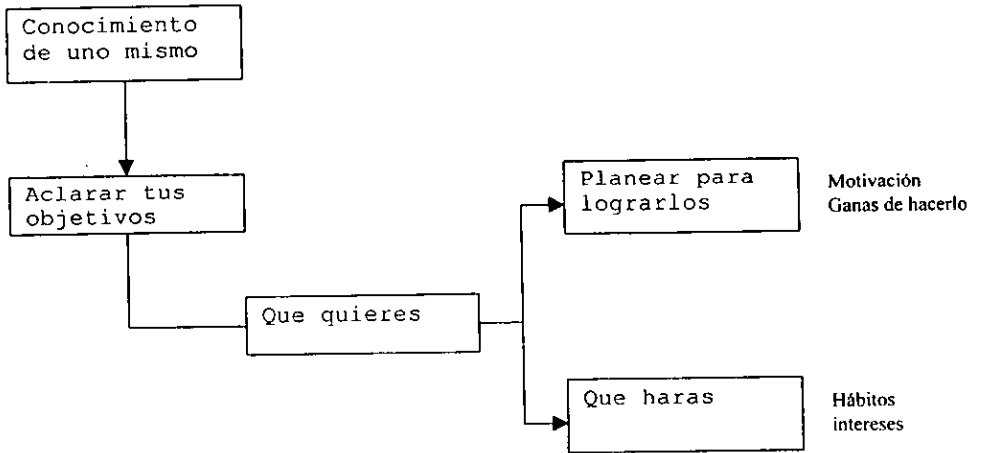 Conocimiento
de uno mismo
Aclarar tus
objetivos
Que quieres
Planear para
lograrlos
Motivación
Ganas de hacerlo
Que haras
Hábitos
intereses